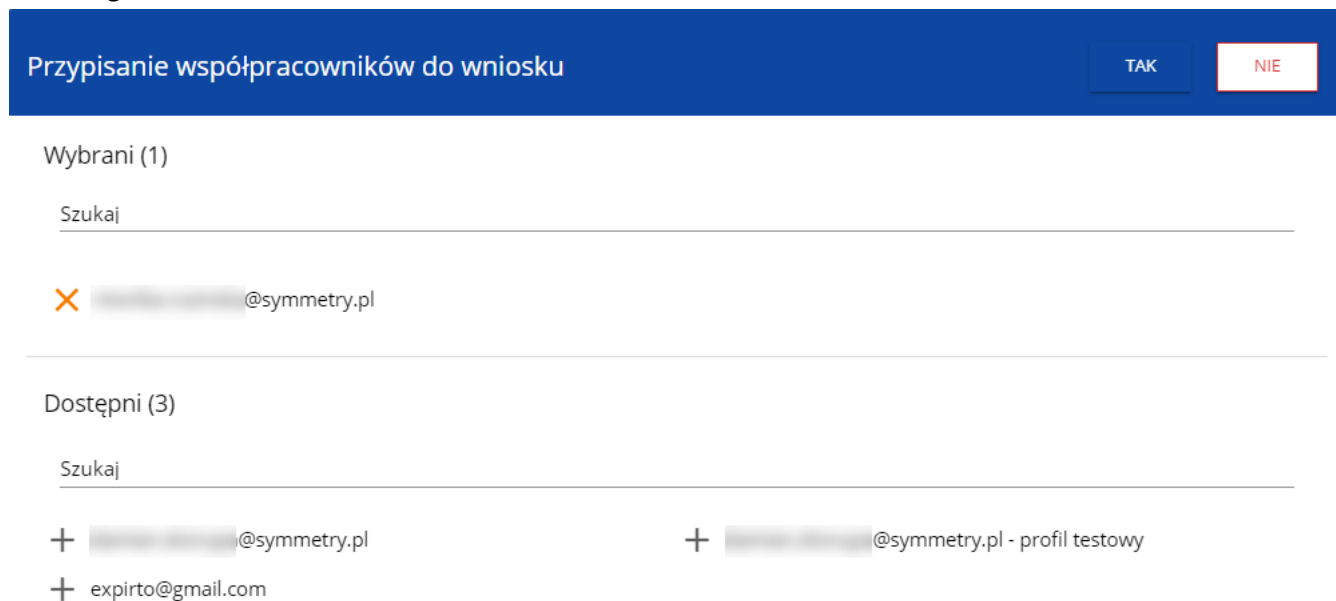 Przypisanie współpracowników do wniosku TAK NIE
Wybrani (1)
Szukaj
@symmetry.pl
Dostępni (3)
Szukaj
@symmetry.pl @symmetry.pl - profil testowy
expirto@gmail.com